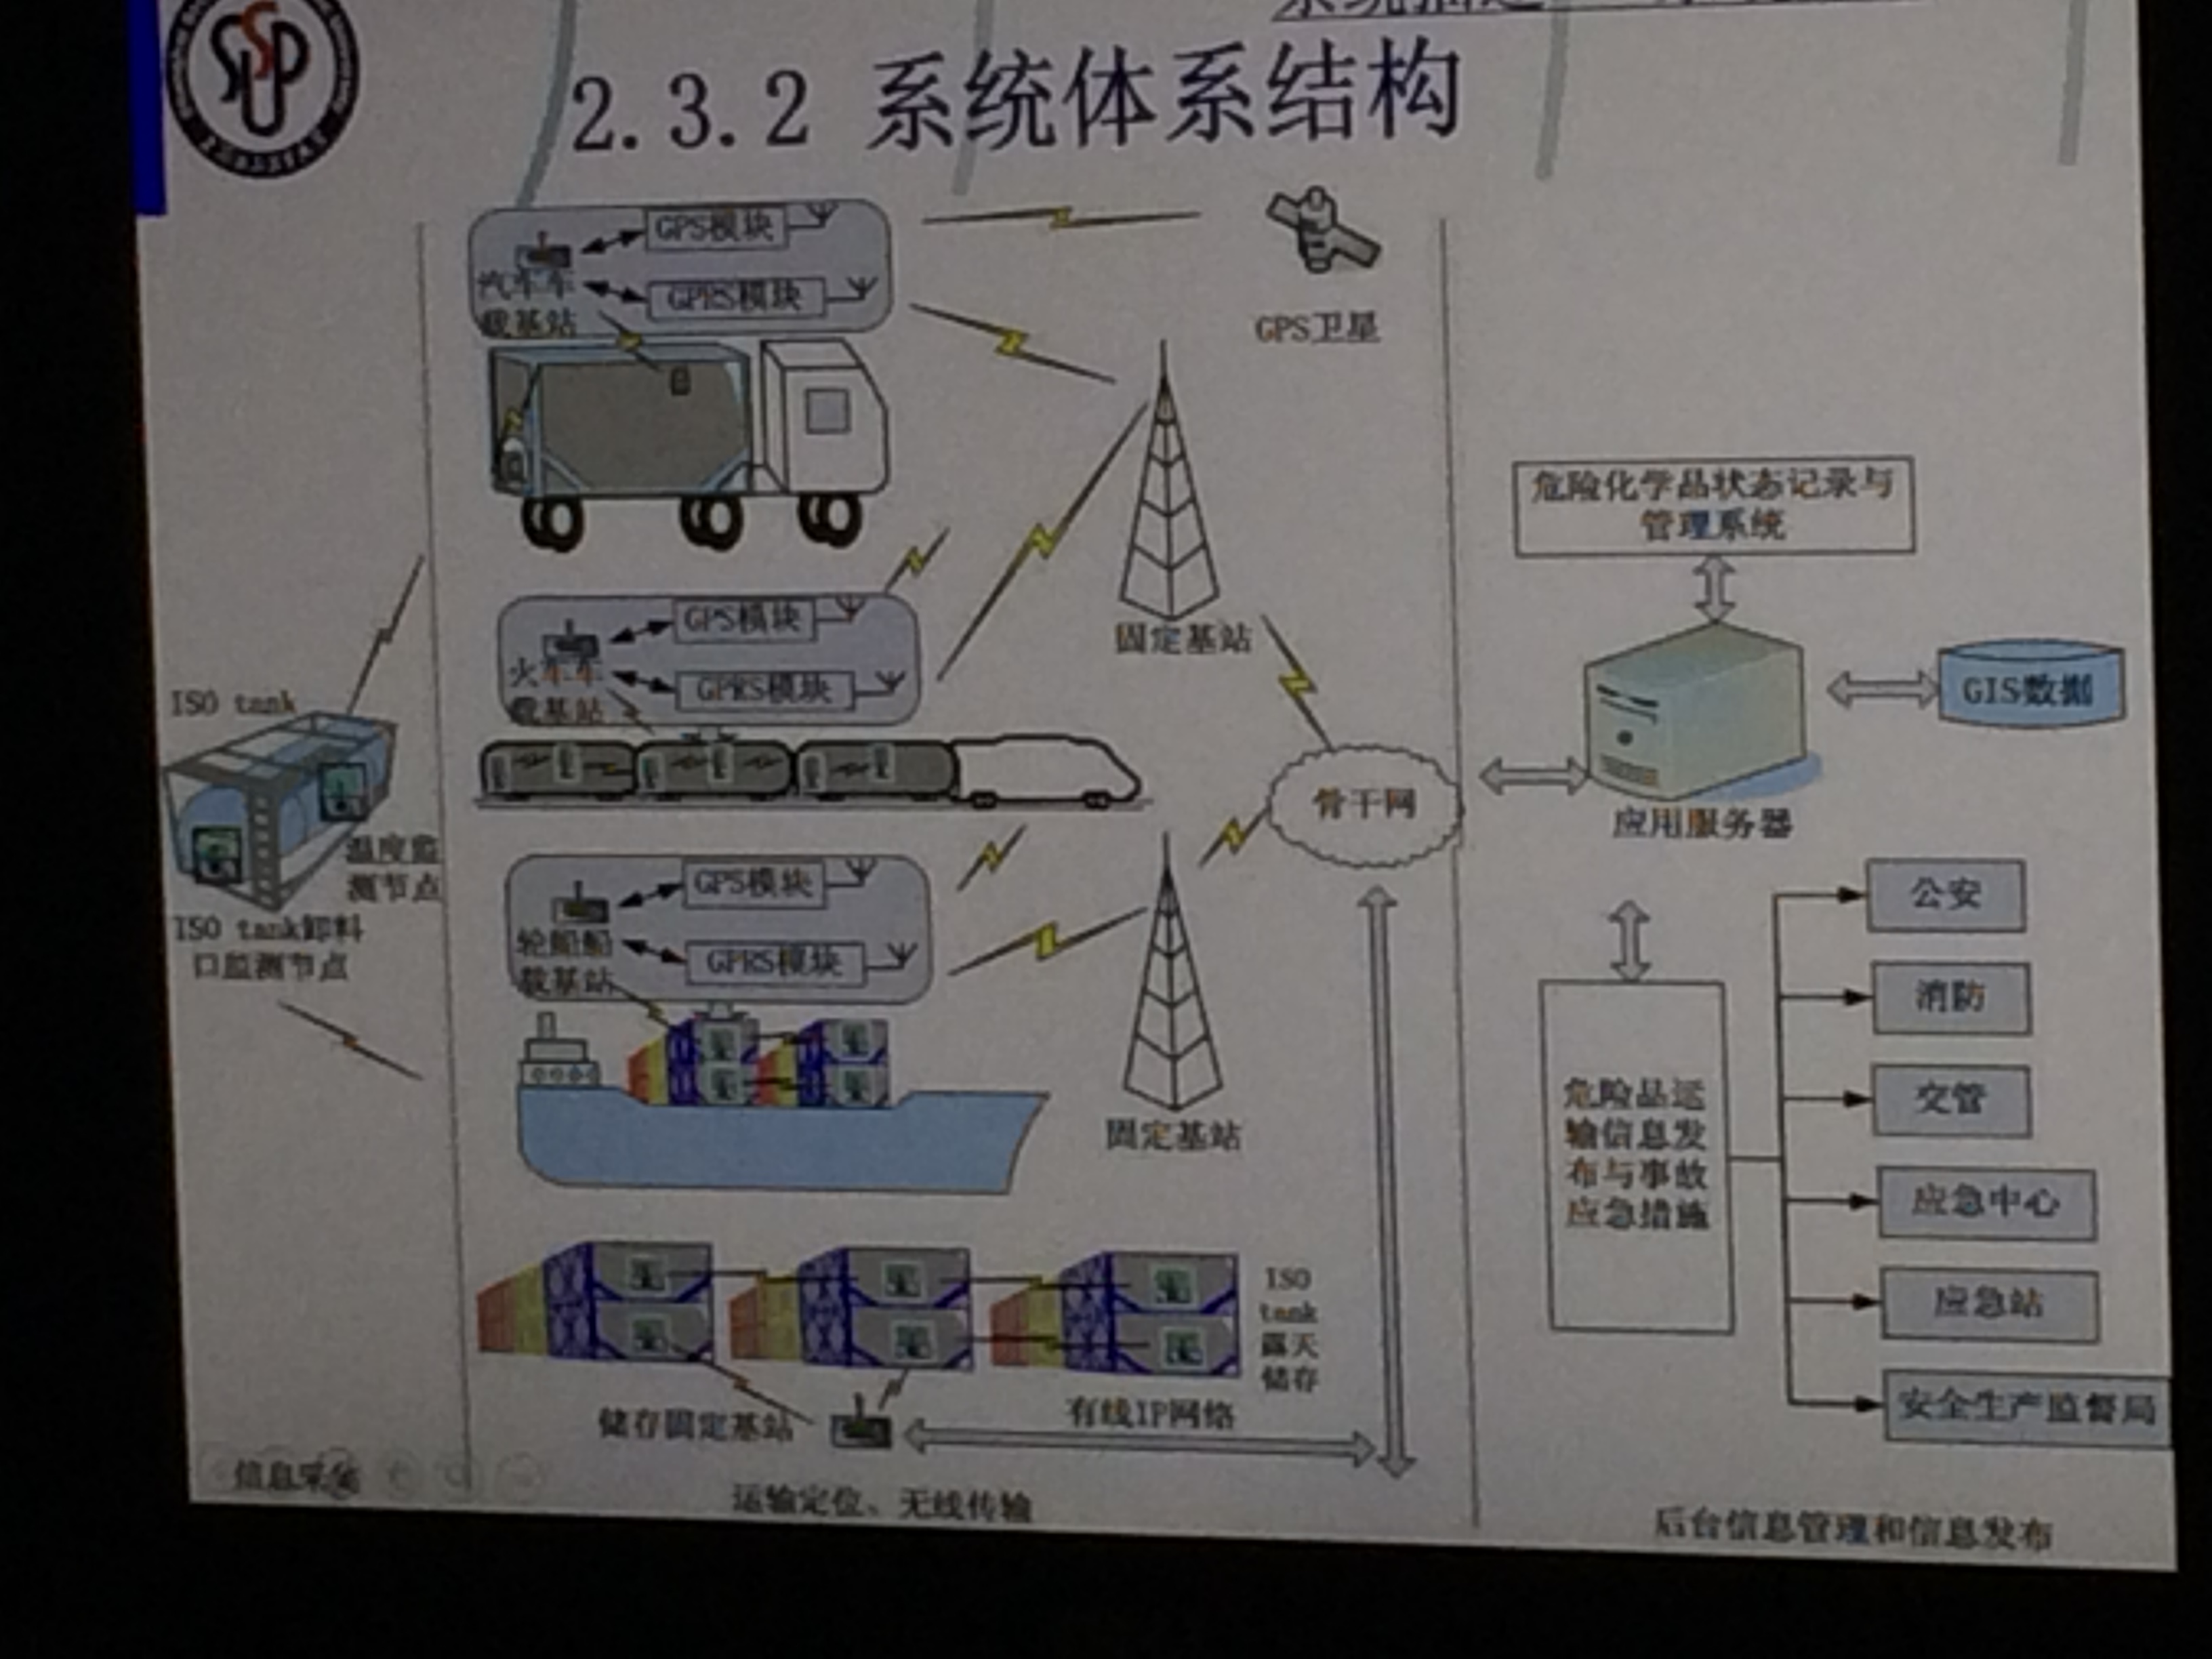 2.3.2 系统体系结构
GPS模块
汽车车
载基站
GPRS模块
GPS卫星
固定基站
GPS模块
火车车
载基站
GPRS模块
ISO tank
温度监
测节点
ISO tank卸料
口监测节点
骨干网
GPS模块
轮船船
载基站
GPRS模块
固定基站
ISO
tank
露天
储存
储存固定基站
有线IP网络
危险化学品状态记录与
管理系统
GIS数据
应用服务器
危险品运
输信息发
布与事故
应急措施
公安
消防
交管
应急中心
应急站
安全生产监督局
信息采集
运输定位、无线传输
后台信息管理和信息发布